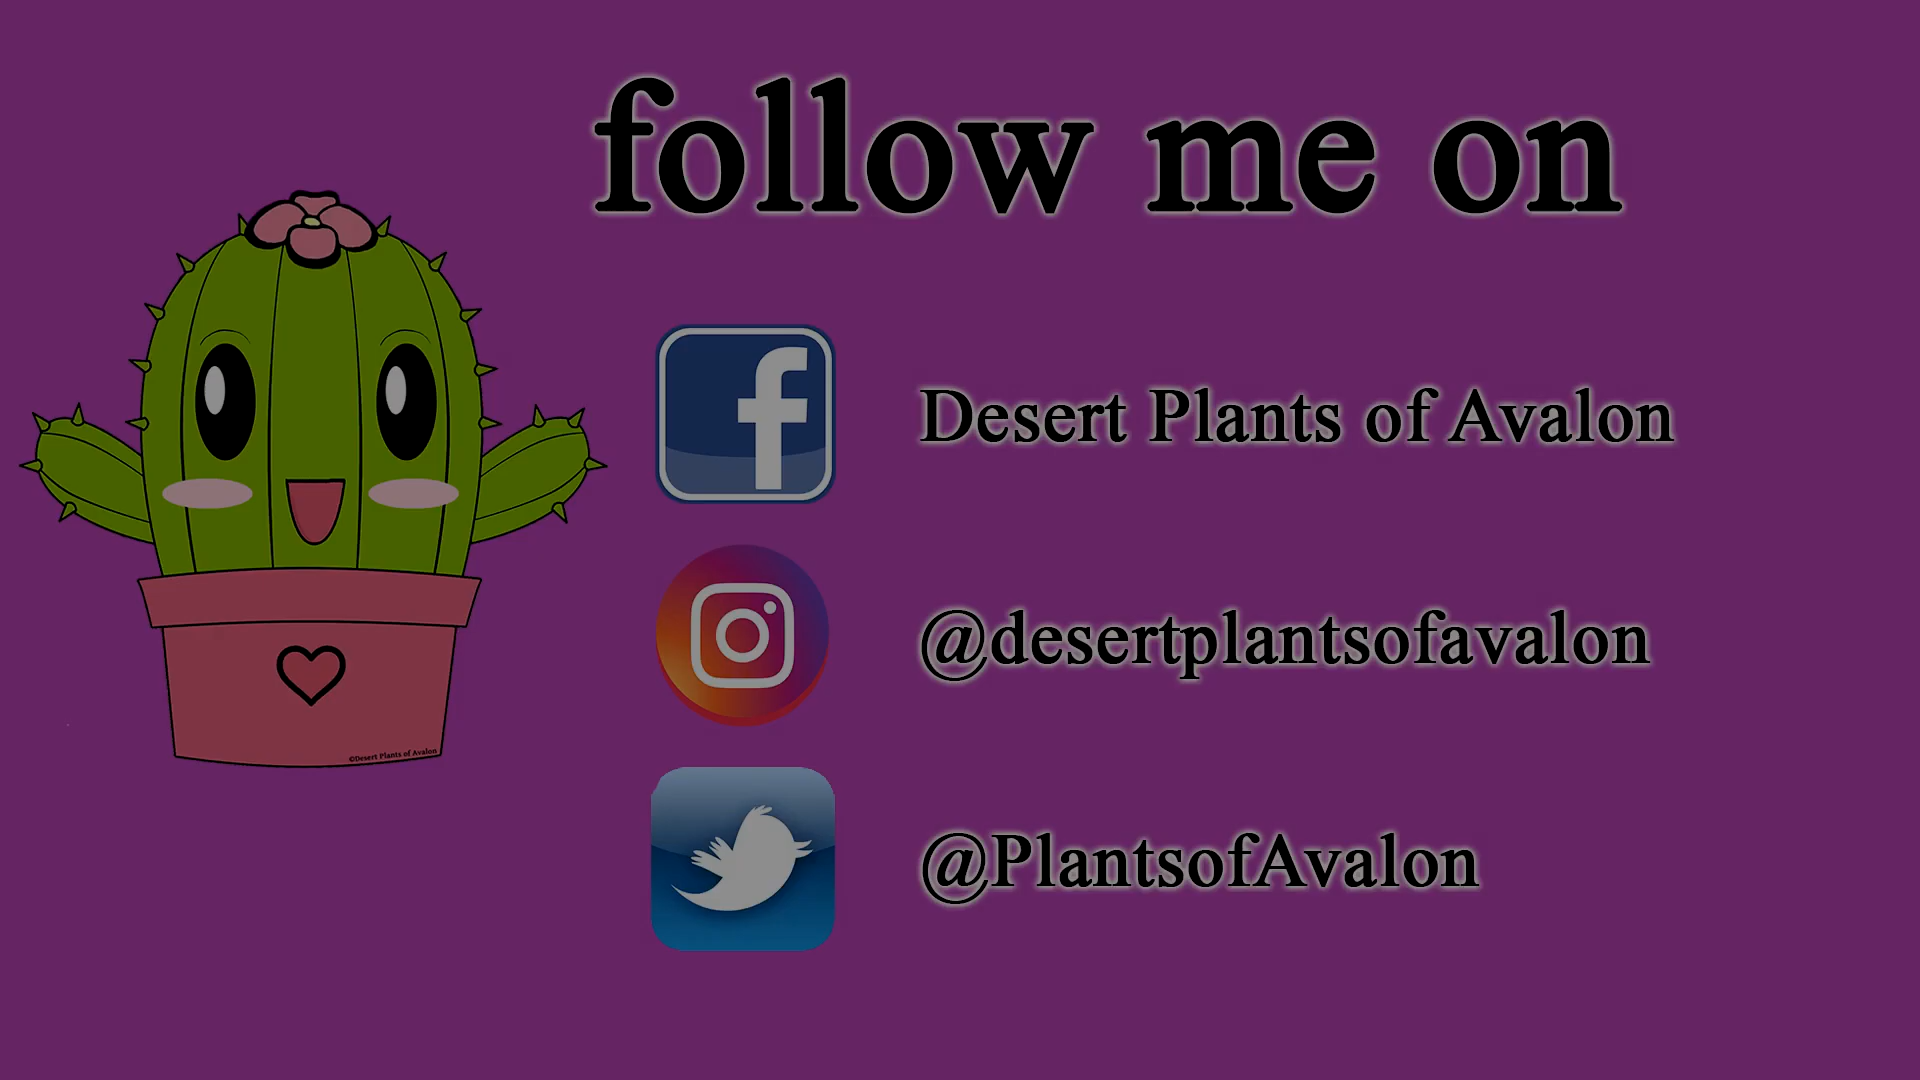 follow me on
Desert Plants of Avalon
@desertplantsofavalon
@PlantsofAvalon
©Desert Plants of Avalon